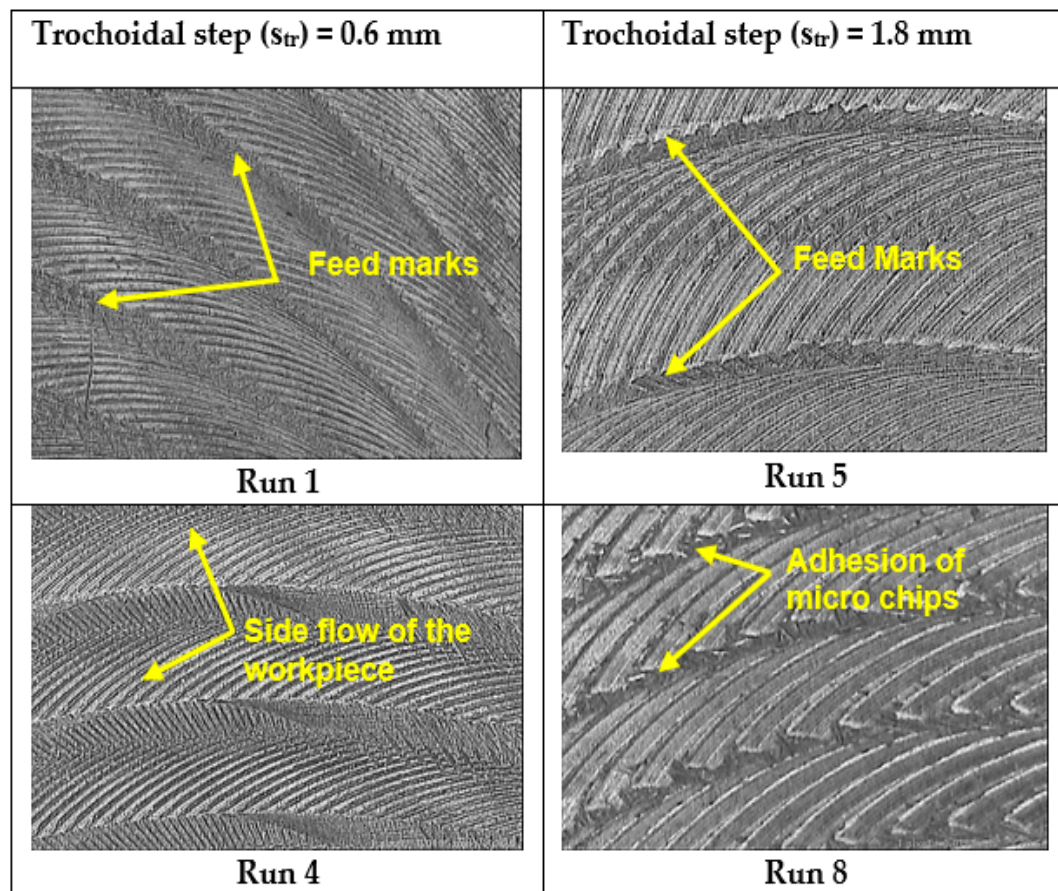 Trochoidal step (str) = 0.6 mm
Trochoidal step (str) = 1.8 mm
Feed marks
Run 1
Feed Marks
Run 5
Side flow of the
workpiece
Run 4
Adhesion of
micro chips
Run 8